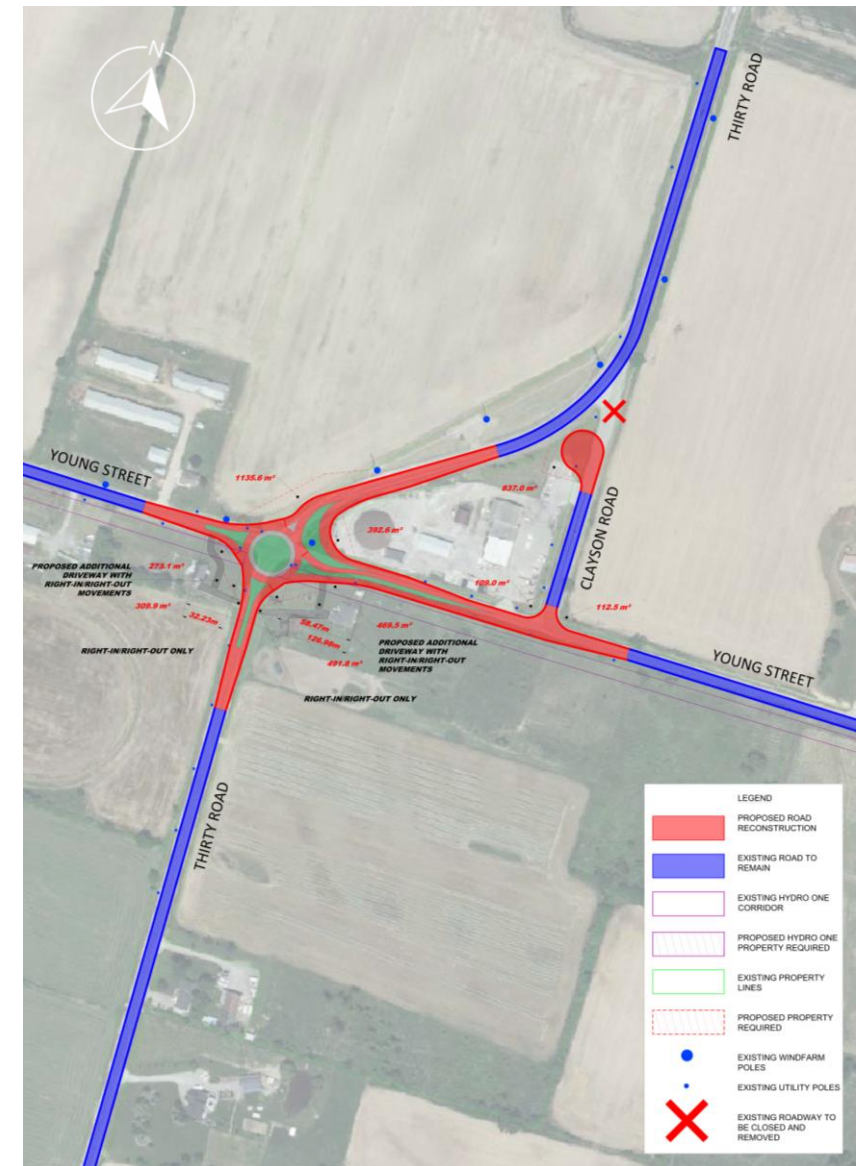 N
THIRTY ROAD
YOUNG STREET
1135.6 m²
937.0 m²
392.6 m²
CLAYSON ROAD
PROPOSED ADDITIONAL
DRIVEWAY WITH
RIGHT-IN/RIGHT-OUT
MOVEMENTS
273.1 m²
309.9 m²
32.23m
109.0 m²
112.5 m²
58.47m
126.98m
469.5 m²
491.8 m²
RIGHT-IN/RIGHT-OUT ONLY
PROPOSED ADDITIONAL
DRIVEWAY WITH
RIGHT-IN/RIGHT-OUT
MOVEMENTS
YOUNG STREET
RIGHT-IN/RIGHT-OUT ONLY
THIRTY ROAD
LEGEND
PROPOSED ROAD
RECONSTRUCTION
EXISTING ROAD TO
REMAIN
EXISTING HYDRO ONE
CORRIDOR
PROPOSED HYDRO ONE
PROPERTY REQUIRED
EXISTING PROPERTY
LINES
PROPOSED PROPERTY
REQUIRED
EXISTING WINDFARM
POLES
EXISTING UTILITY POLES
EXISTING ROADWAY TO
BE CLOSED AND
REMOVED